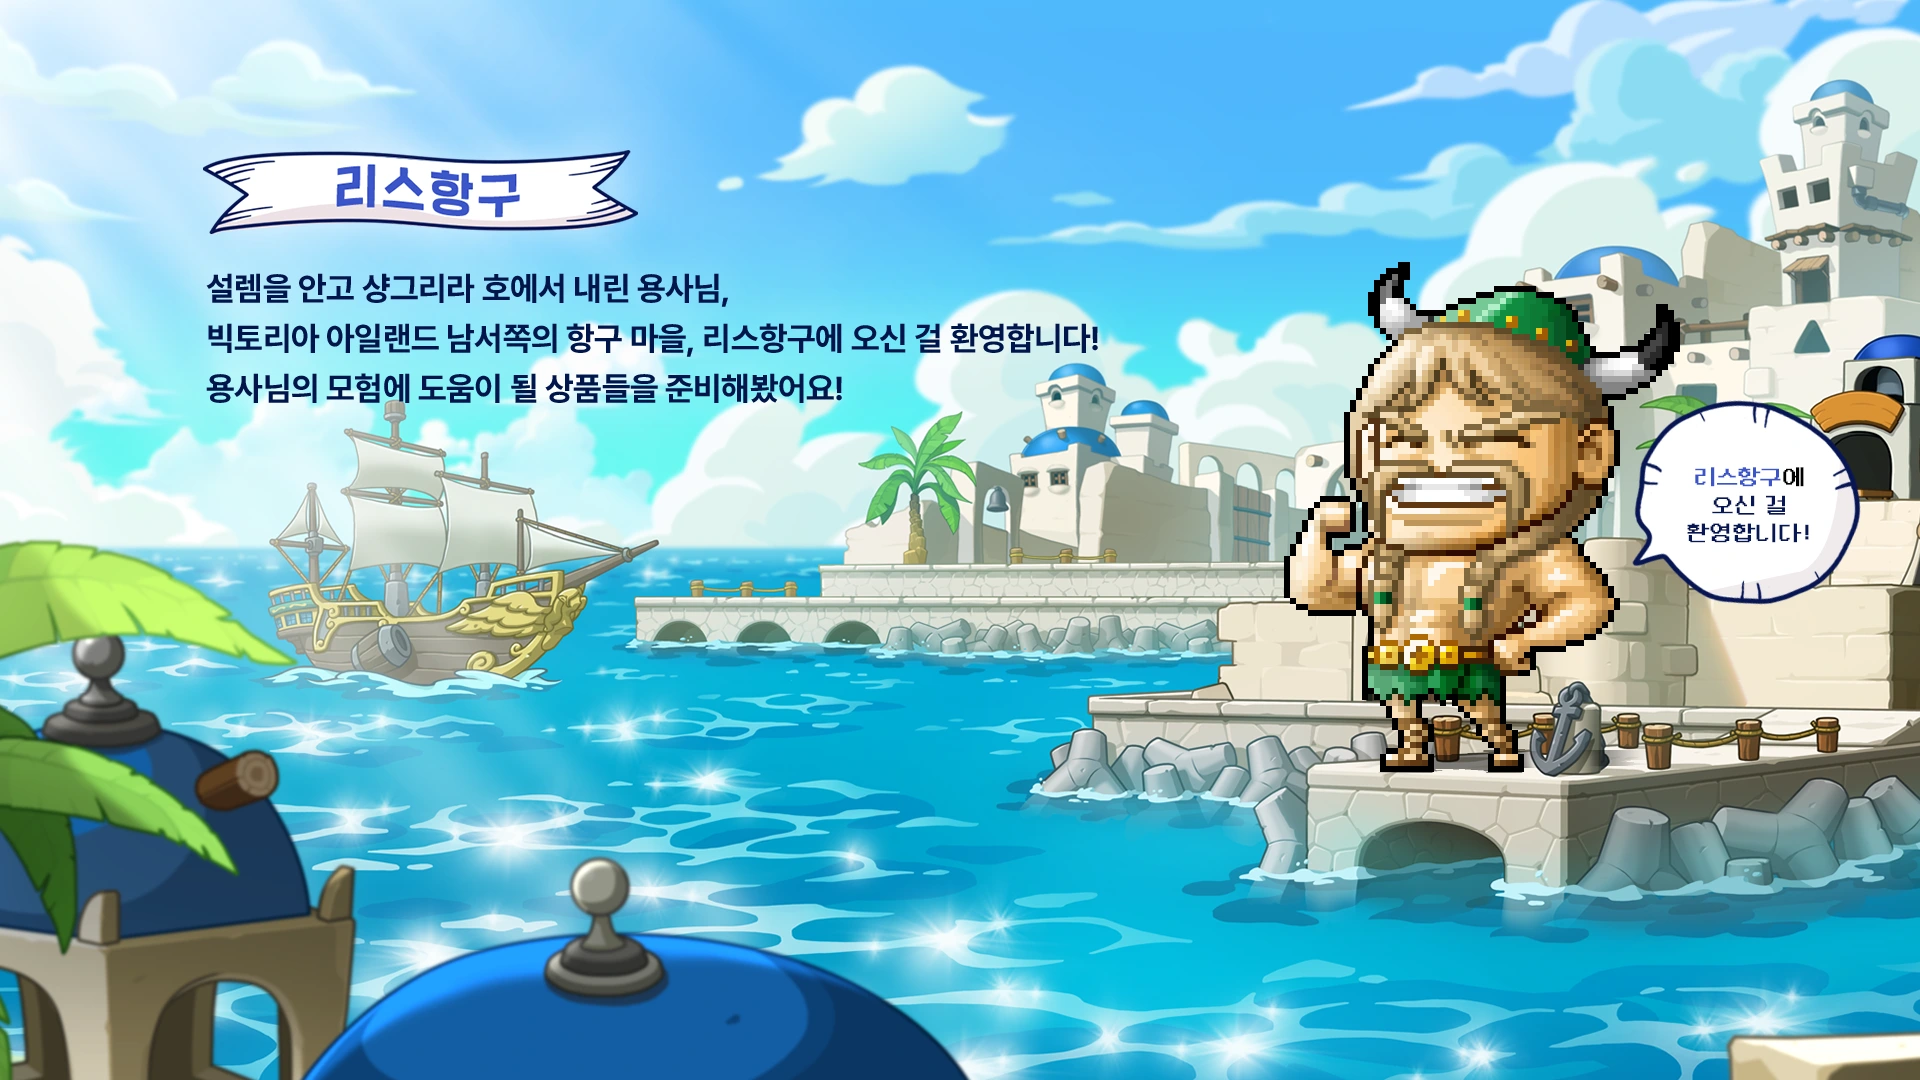 리스항구
설렘을 안고 샹그리라 호에서 내린 용사님,
빅토리아 아일랜드 남서쪽의 항구 마을, 리스항구에 오신 걸 환영합니다!
용사님의 모험에 도움이 될 상품들을 준비해봤어요!
리스항구에
오신 걸
환영합니다!